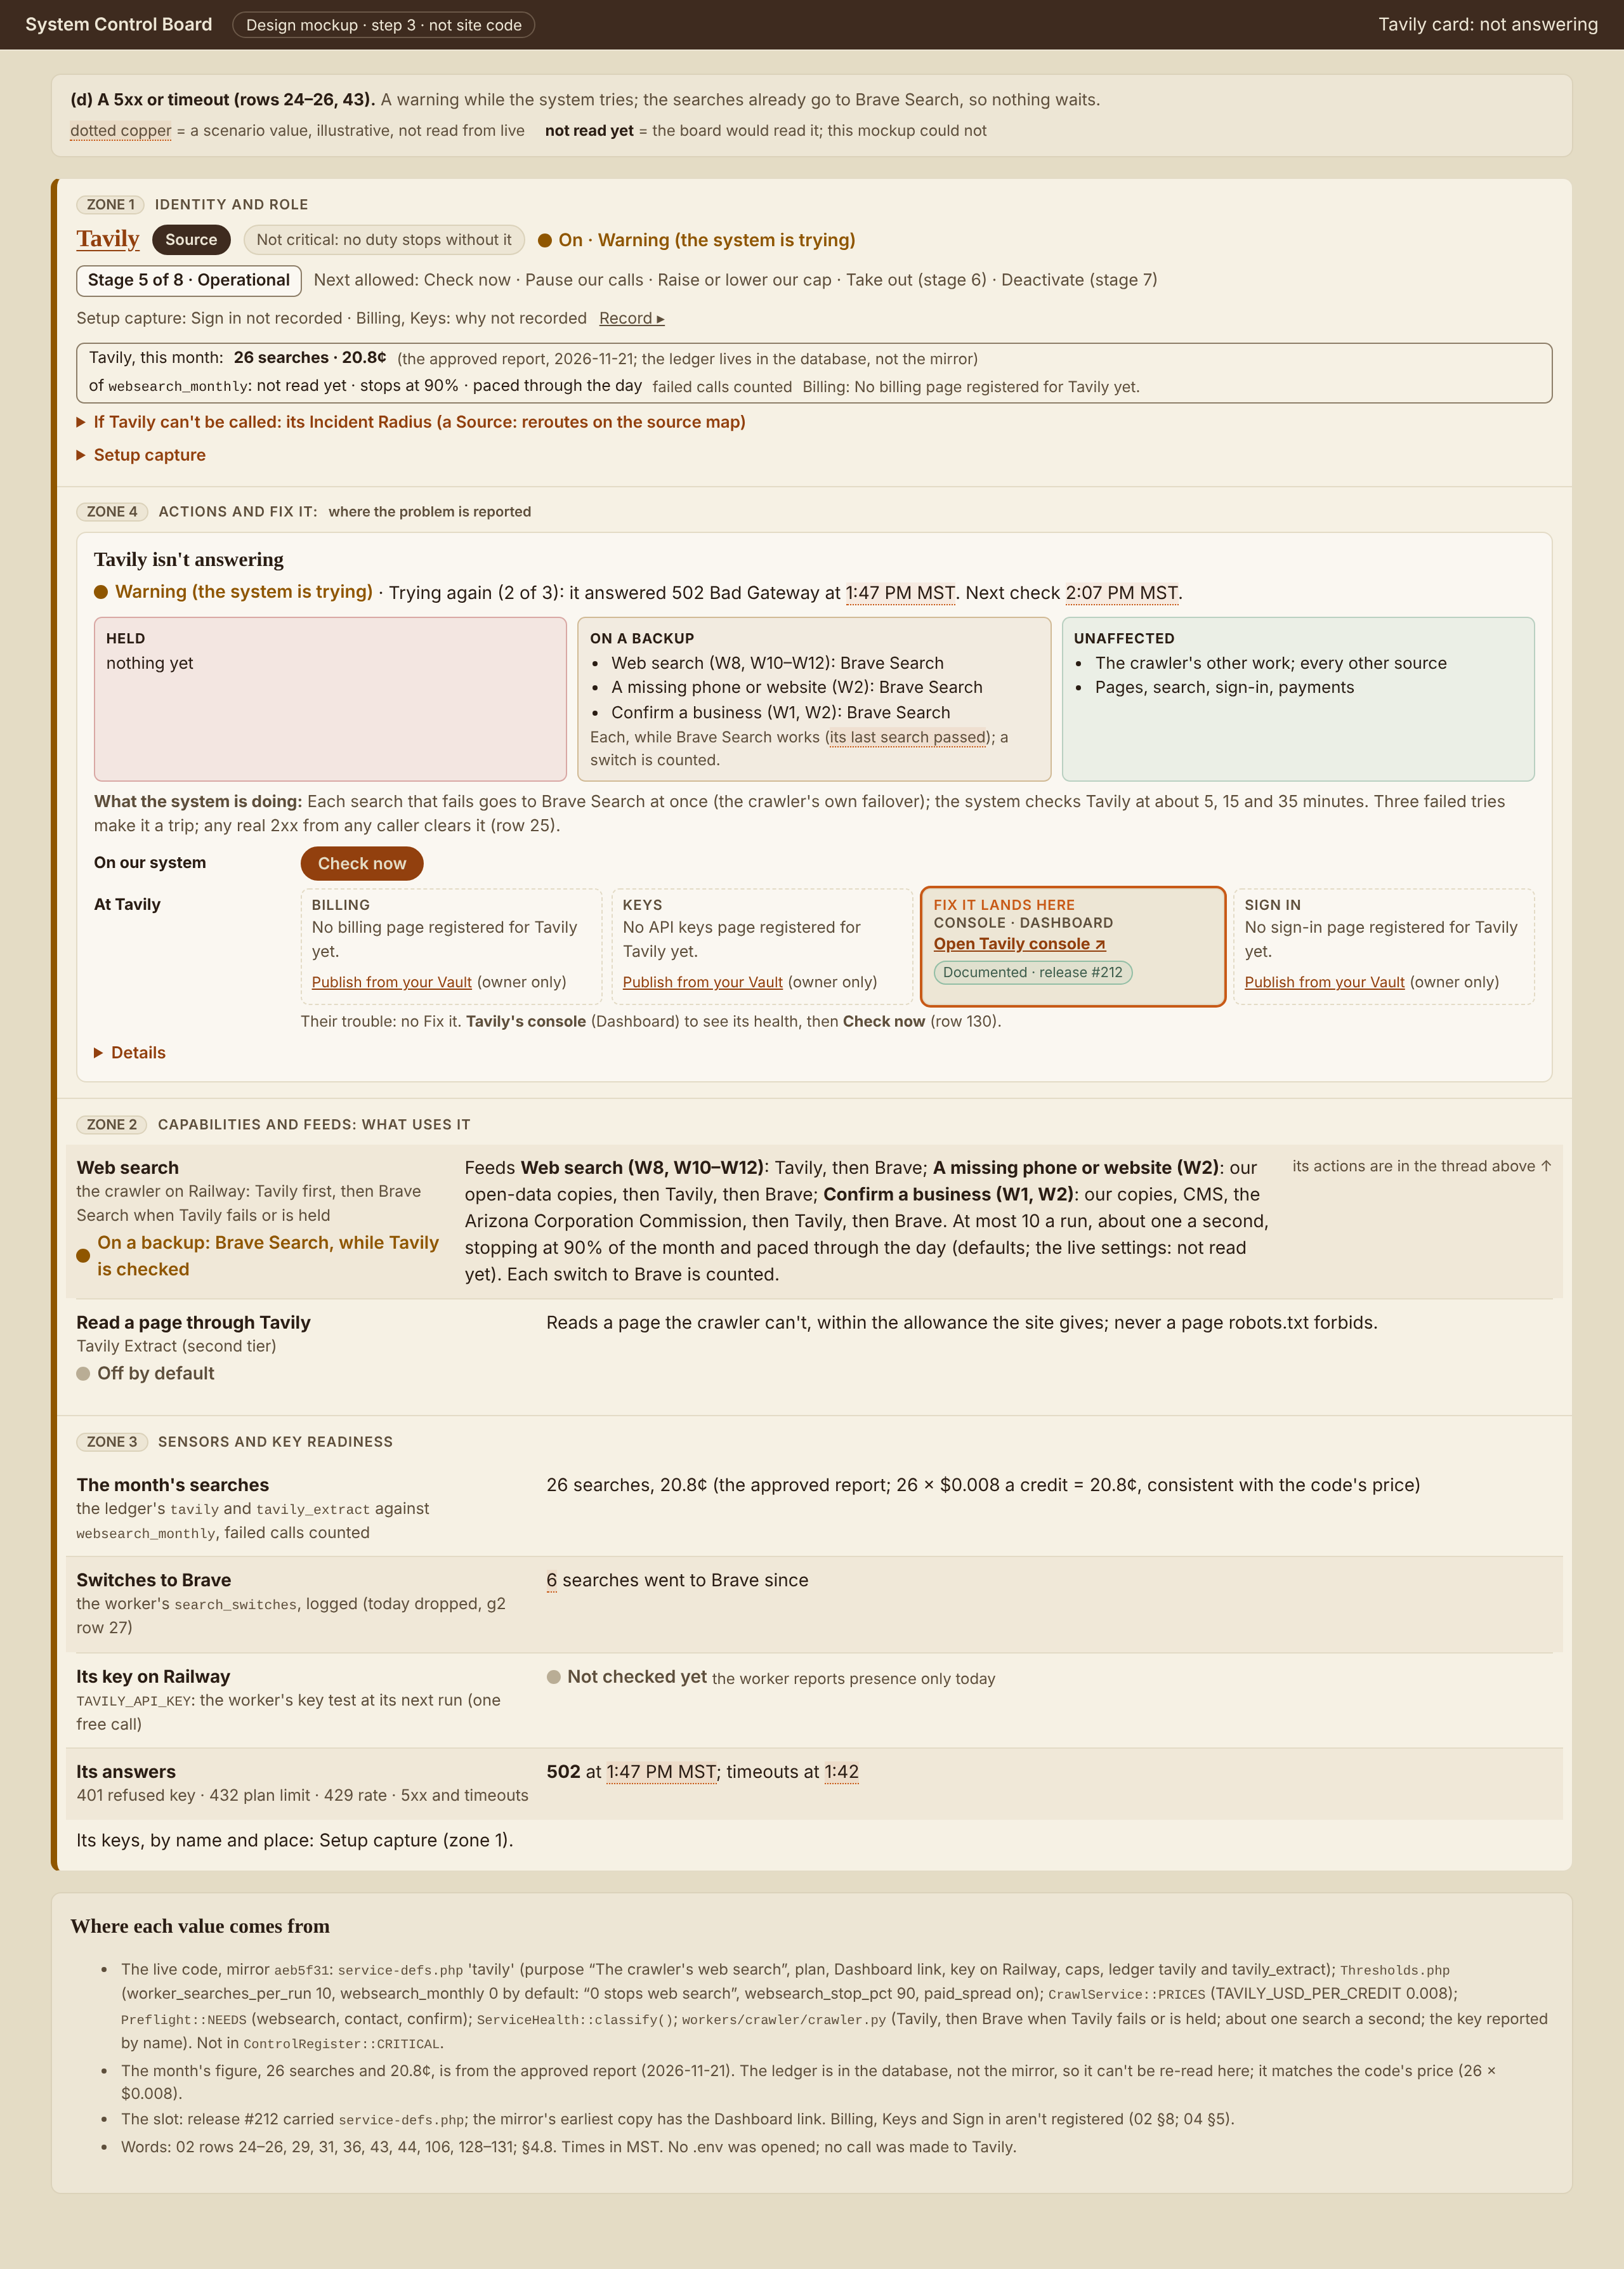 System Control Board
Design mockup · step 3 · not site code
Tavily card: not answering
(d) A 5xx or timeout (rows 24–26, 43). A warning while the system tries; the searches already go to Brave Search, so nothing waits.
dotted copper = a scenario value, illustrative, not read from live not read yet = the board would read it; this mockup could not
ZONE 1 IDENTITY AND ROLE
Tavily Source Not critical: no duty stops without it On · Warning (the system is trying)
Stage 5 of 8 · Operational Next allowed: Check now · Pause our calls · Raise or lower our cap · Take out (stage 6) · Deactivate (stage 7)
Setup capture: Sign in not recorded · Billing, Keys: why not recorded Record ▸
Tavily, this month: 26 searches · 20.8¢ (the approved report, 2026-11-21; the ledger lives in the database, not the mirror)
of websearch_monthly: not read yet · stops at 90% · paced through the day failed calls counted Billing: No billing page registered for Tavily yet.
▶ If Tavily can't be called: its Incident Radius (a Source: reroutes on the source map)
▶ Setup capture
ZONE 4 ACTIONS AND FIX IT: where the problem is reported
Tavily isn't answering
Warning (the system is trying) · Trying again (2 of 3): it answered 502 Bad Gateway at 1:47 PM MST. Next check 2:07 PM MST.
HELD
nothing yet
ON A BACKUP
• Web search (W8, W10–W12): Brave Search
• A missing phone or website (W2): Brave Search
• Confirm a business (W1, W2): Brave Search
Each, while Brave Search works (its last search passed); a
switch is counted.
UNAFFECTED
• The crawler's other work; every other source
• Pages, search, sign-in, payments
What the system is doing: Each search that fails goes to Brave Search at once (the crawler's own failover); the system checks Tavily at about 5, 15 and 35 minutes. Three failed tries
make it a trip; any real 2xx from any caller clears it (row 25).
On our system Check now
At Tavily
BILLING
No billing page registered for Tavily
yet.
Publish from your Vault (owner only)
KEYS
No API keys page registered for
Tavily yet.
Publish from your Vault (owner only)
FIX IT LANDS HERE
CONSOLE · DASHBOARD
Open Tavily console ↗
Documented · release #212
SIGN IN
No sign-in page registered for Tavily
yet.
Publish from your Vault (owner only)
Their trouble: no Fix it. Tavily's console (Dashboard) to see its health, then Check now (row 130).
▶ Details
ZONE 2 CAPABILITIES AND FEEDS: WHAT USES IT
Web search
the crawler on Railway: Tavily first, then Brave
Search when Tavily fails or is held
On a backup: Brave Search, while Tavily
is checked
Feeds Web search (W8, W10–W12): Tavily, then Brave; A missing phone or website (W2): our
open-data copies, then Tavily, then Brave; Confirm a business (W1, W2): our copies, CMS, the
Arizona Corporation Commission, then Tavily, then Brave. At most 10 a run, about one a second,
stopping at 90% of the month and paced through the day (defaults; the live settings: not read
yet). Each switch to Brave is counted.
its actions are in the thread above ↑
Read a page through Tavily
Tavily Extract (second tier)
Off by default
Reads a page the crawler can't, within the allowance the site gives; never a page robots.txt forbids.
ZONE 3 SENSORS AND KEY READINESS
The month's searches
the ledger's tavily and tavily_extract against
websearch_monthly, failed calls counted
26 searches, 20.8¢ (the approved report; 26 × $0.008 a credit = 20.8¢, consistent with the code's price)
Switches to Brave
the worker's search_switches, logged (today dropped, g2
row 27)
6 searches went to Brave since
Its key on Railway
TAVILY_API_KEY: the worker's key test at its next run (one
free call)
Not checked yet the worker reports presence only today
Its answers
401 refused key · 432 plan limit · 429 rate · 5xx and timeouts
502 at 1:47 PM MST; timeouts at 1:42
Its keys, by name and place: Setup capture (zone 1).
Where each value comes from
• The live code, mirror aeb5f31: service-defs.php 'tavily' (purpose “The crawler's web search”, plan, Dashboard link, key on Railway, caps, ledger tavily and tavily_extract); Thresholds.php
(worker_searches_per_run 10, websearch_monthly 0 by default: “0 stops web search”, websearch_stop_pct 90, paid_spread on); CrawlService::PRICES (TAVILY_USD_PER_CREDIT 0.008);
Preflight::NEEDS (websearch, contact, confirm); ServiceHealth::classify(); workers/crawler/crawler.py (Tavily, then Brave when Tavily fails or is held; about one search a second; the key reported
by name). Not in ControlRegister::CRITICAL.
• The month's figure, 26 searches and 20.8¢, is from the approved report (2026-11-21). The ledger is in the database, not the mirror, so it can't be re-read here; it matches the code's price (26 ×
$0.008).
• The slot: release #212 carried service-defs.php; the mirror's earliest copy has the Dashboard link. Billing, Keys and Sign in aren't registered (02 §8; 04 §5).
• Words: 02 rows 24–26, 29, 31, 36, 43, 44, 106, 128–131; §4.8. Times in MST. No .env was opened; no call was made to Tavily.